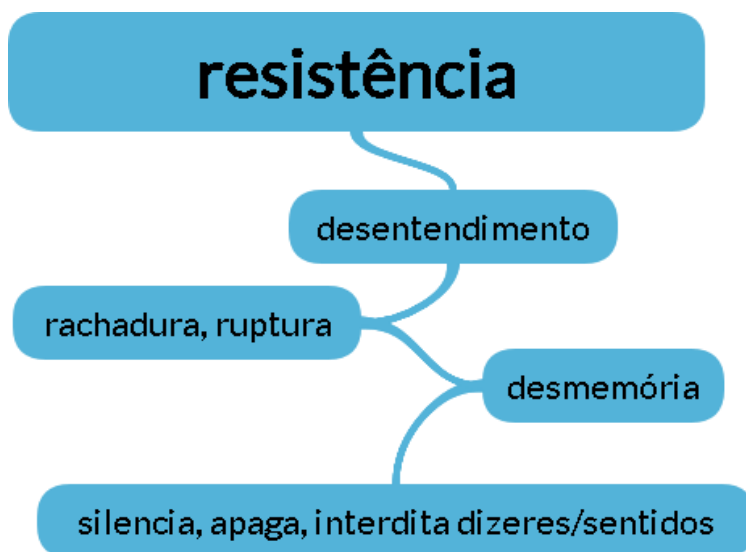 resistência
desentendimento
rachadura, ruptura
desmemória
silencia, apaga, interdita dizeres/sentidos